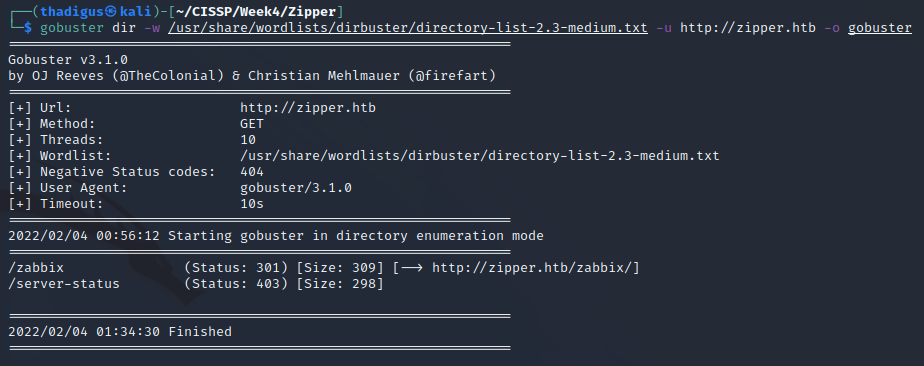 ┌──(thadigus㉿kali)-[~/CISSP/Week4/Zipper]
└─$ gobuster dir -w /usr/share/wordlists/dirbuster/directory-list-2.3-medium.txt -u http://zipper.htb -o gobuster
===============================================================
Gobuster v3.1.0
by OJ Reeves (@TheColonial) & Christian Mehlmauer (@firefart)
===============================================================
[+] Url:                     http://zipper.htb
[+] Method:                  GET
[+] Threads:                 10
[+] Wordlist:                /usr/share/wordlists/dirbuster/directory-list-2.3-medium.txt
[+] Negative Status codes:   404
[+] User Agent:              gobuster/3.1.0
[+] Timeout:                 10s
===============================================================
2022/02/04 00:56:12 Starting gobuster in directory enumeration mode
===============================================================
/zabbix               (Status: 301) [Size: 309] [--> http://zipper.htb/zabbix/]
/server-status        (Status: 403) [Size: 298]
===============================================================
2022/02/04 01:34:30 Finished
===============================================================